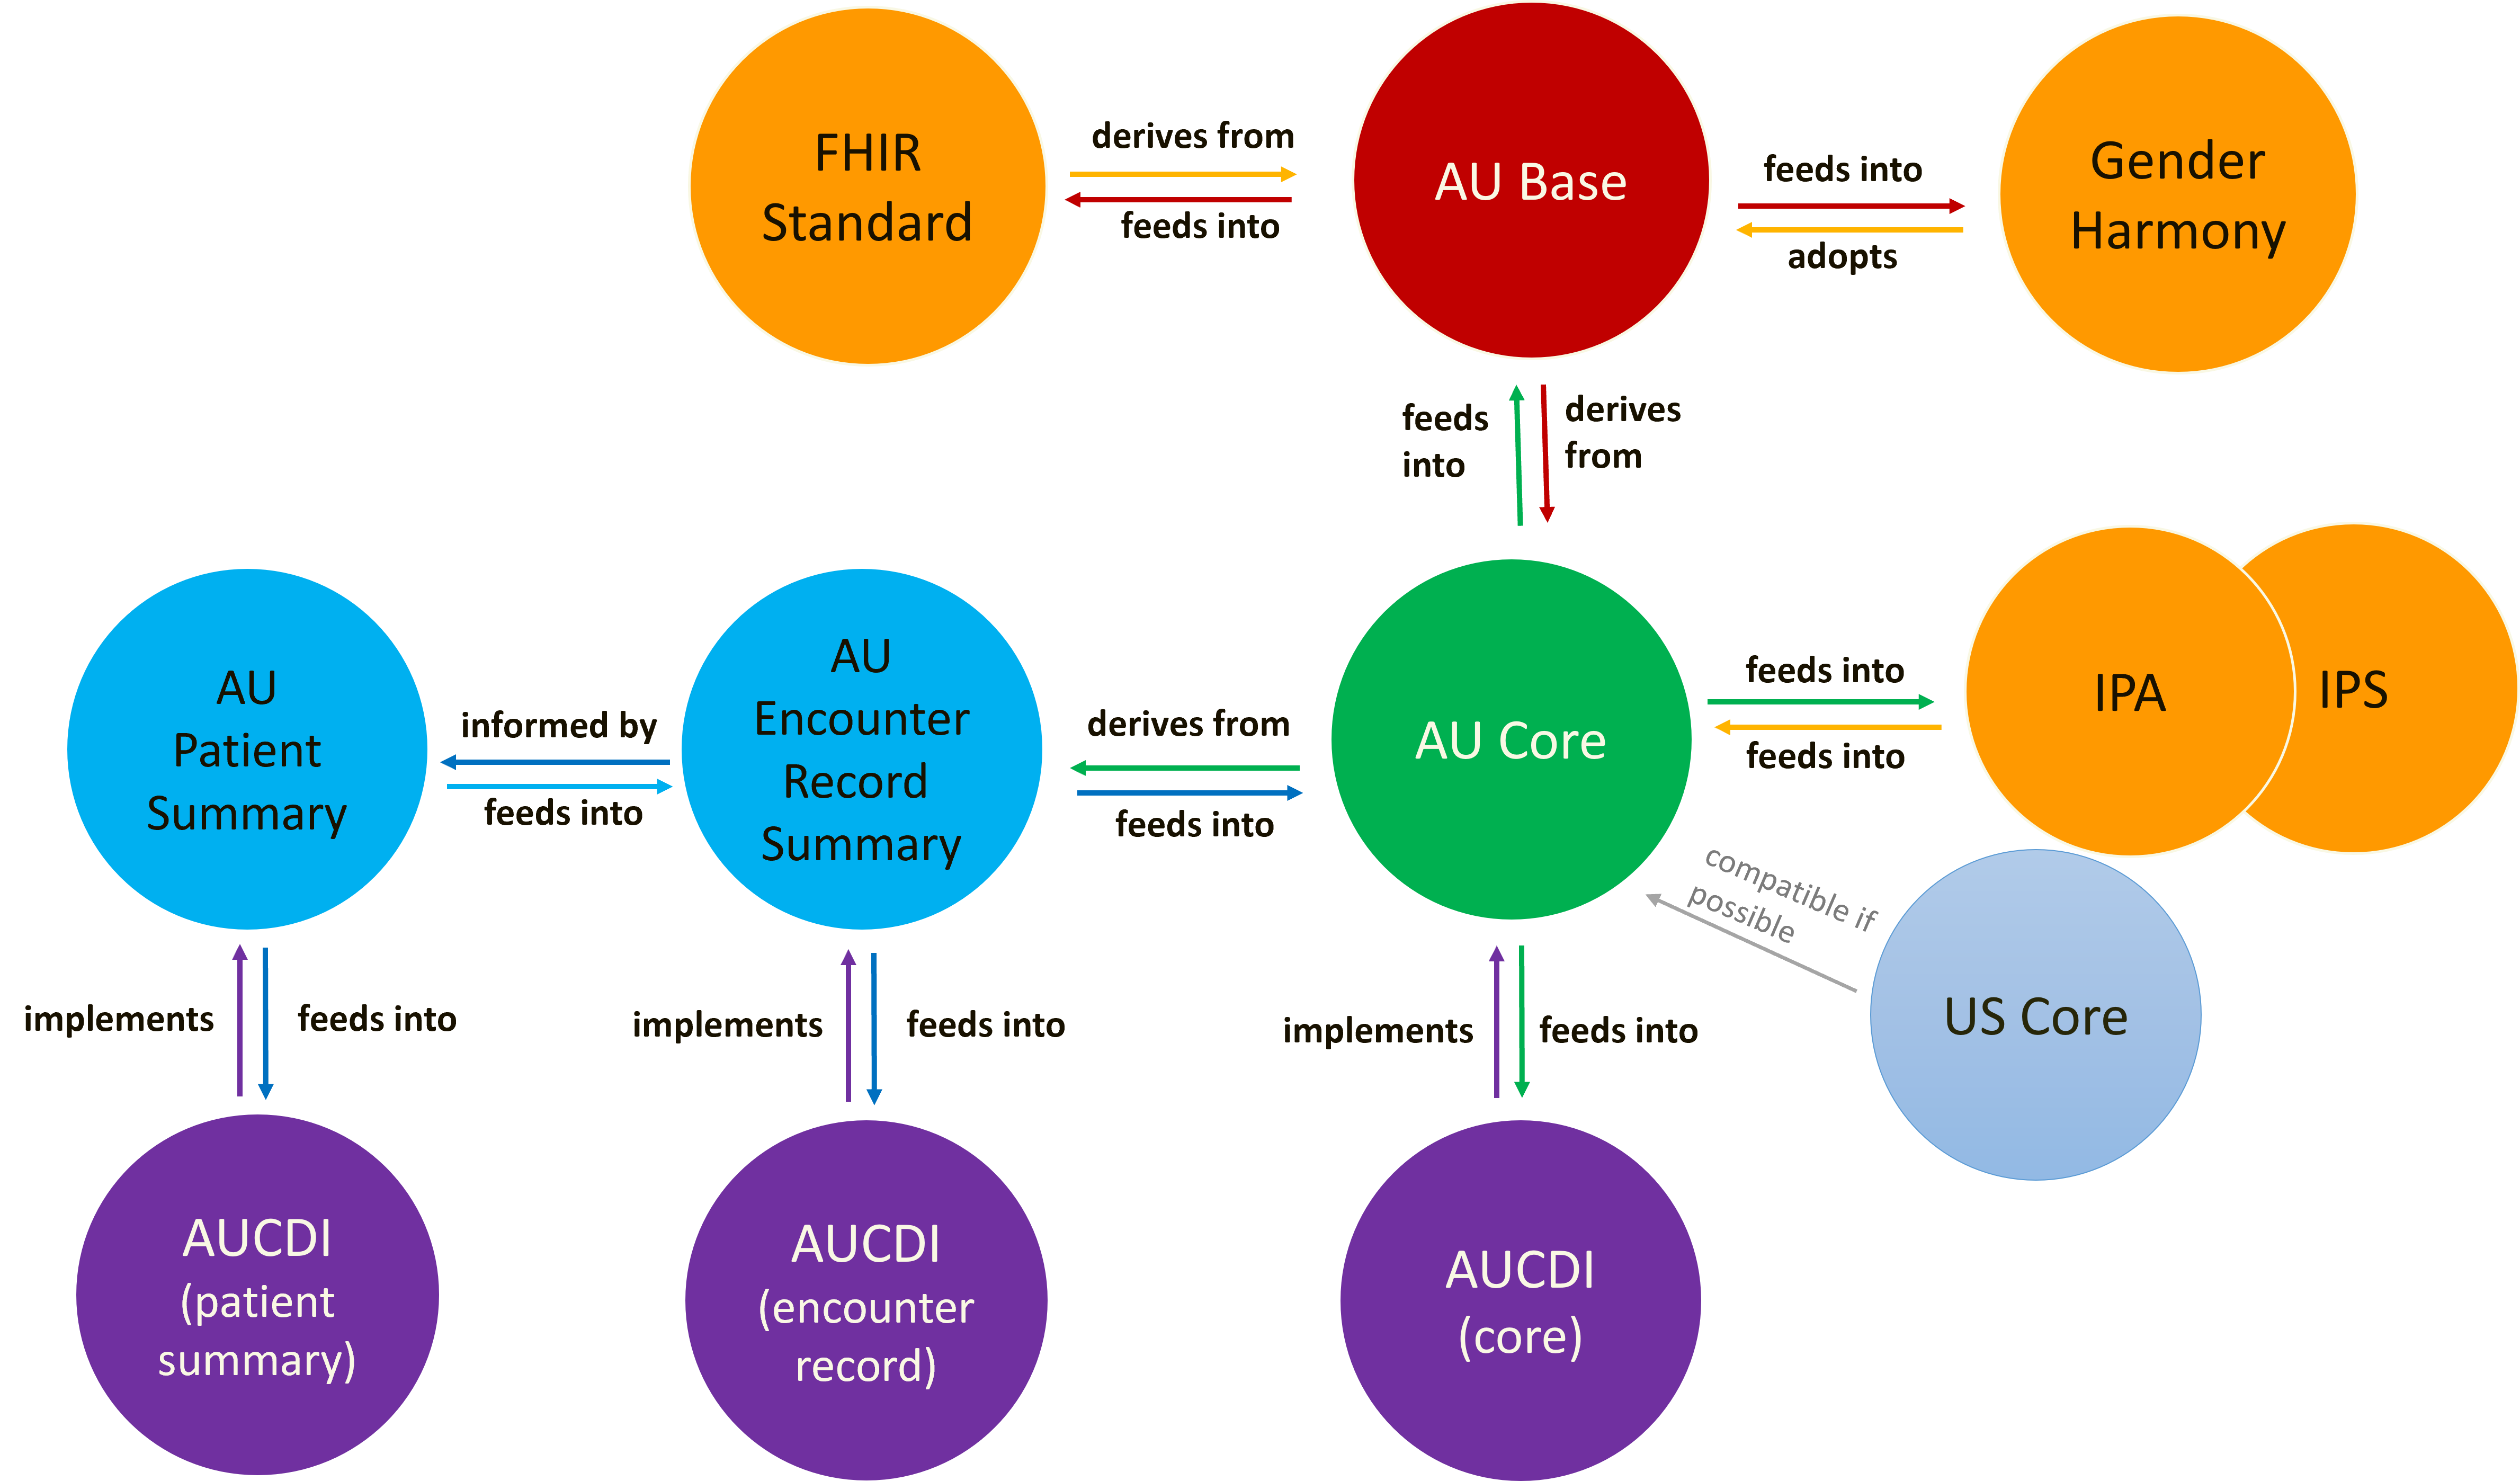 FHIR
Standard
derives from
feeds into
AU Base
feeds into
adopts
Gender
Harmony
feeds
into
derives
from
AU
Patient
Summary
informed by
feeds into
AU
Encounter
Record
Summary
derives from
feeds into
AU Core
feeds into
feeds into
IPA
IPS
compatible if
possible
US Core
implements
feeds into
implements
feeds into
implements
feeds into
AUCDI
(patient
summary)
AUCDI
(encounter
record)
AUCDI
(core)